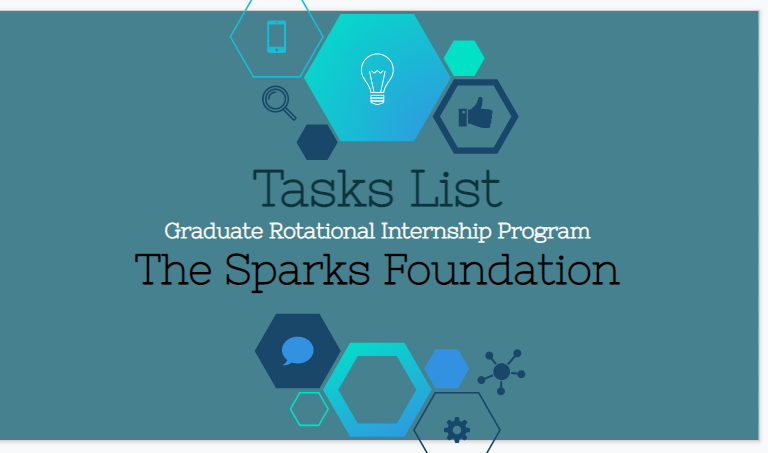 Tasks List
Graduate Rotational Internship Program
The Sparks Foundation